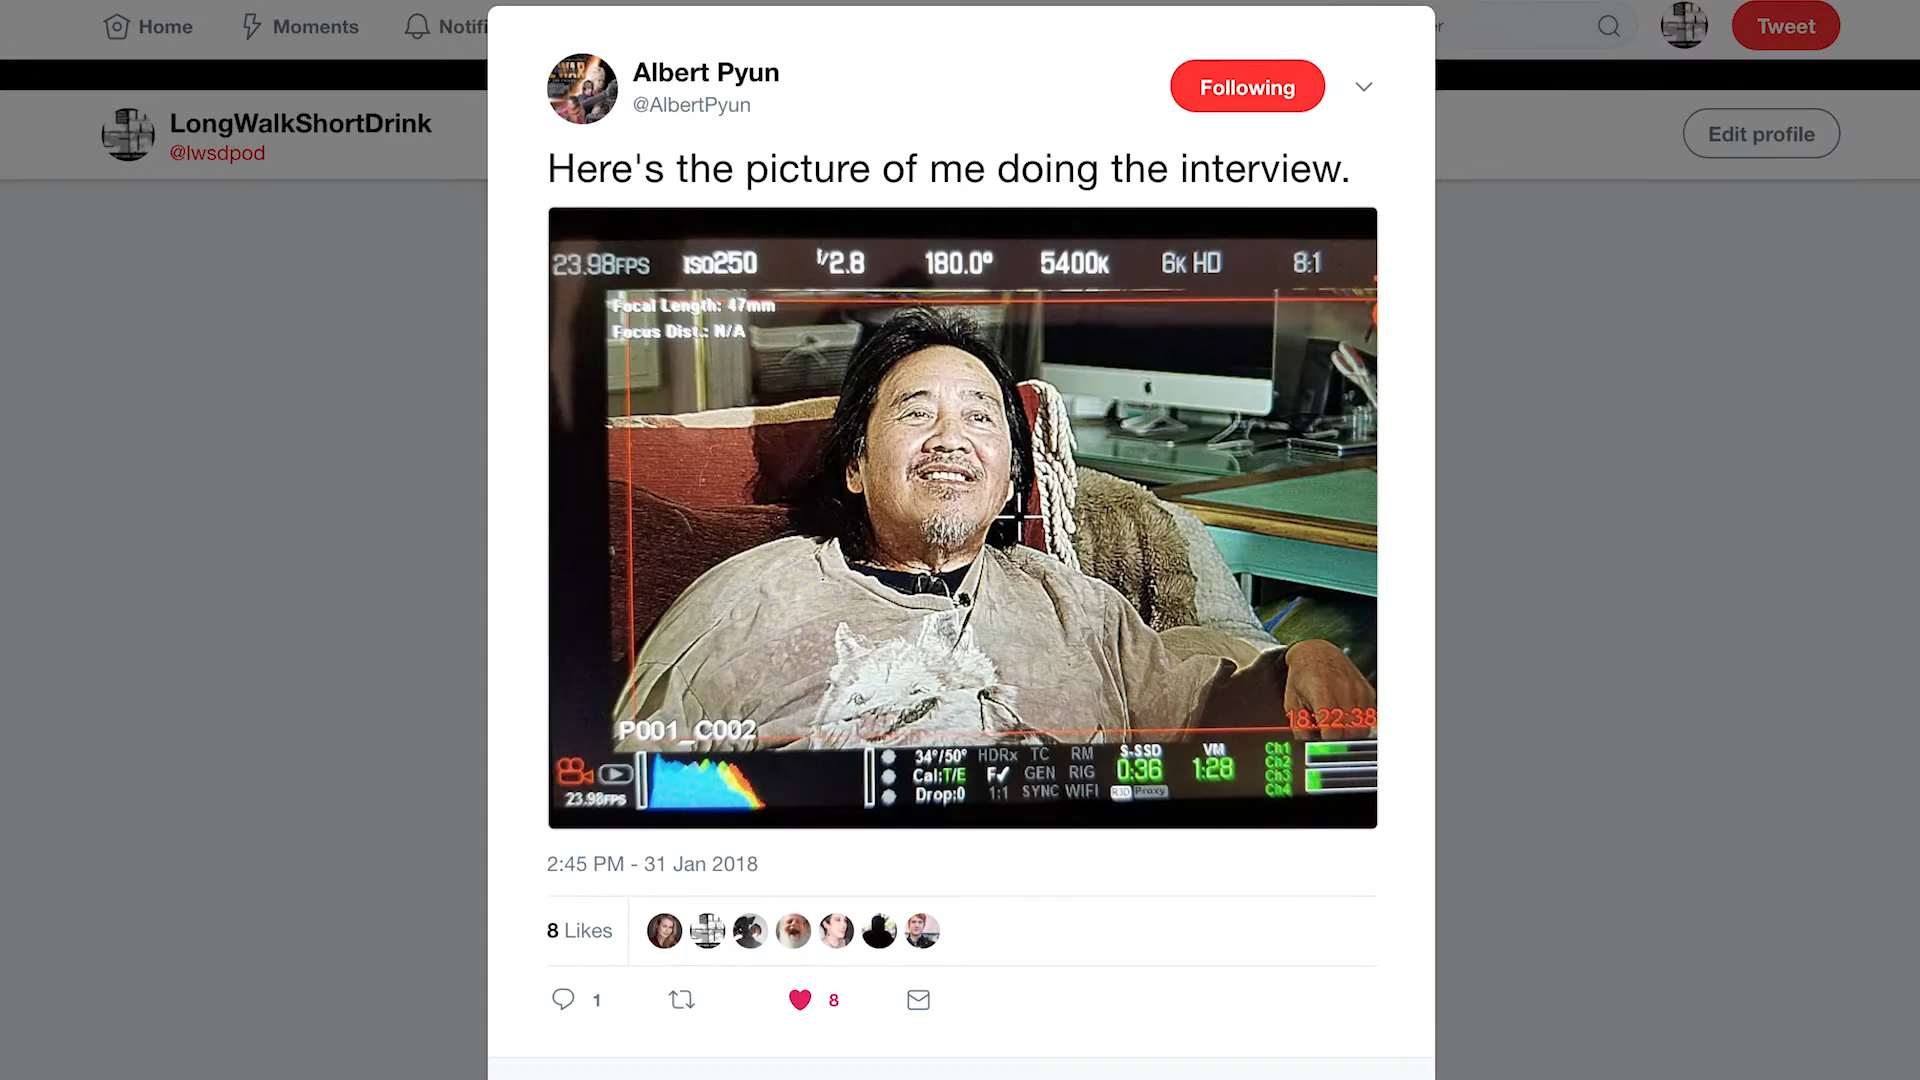 Home
Moments
Notifi
er
Tweet
LongWalkShortDrink
@lwsdpod
Edit profile
Albert Pyun
@AlbertPyun
Following
Here's the picture of me doing the interview.
23.98FPS ISO250 f/2.8 180.0° 5400K 6K HD 8:1
Focal Length: 47mm
Focus Dist.: N/A
P001_C002
18:22:38
23.98FPS
34°/50° HDRx TC RM S-SSD VM Ch1
Cal:T/E F✓ GEN RIG 0:36 1:28 Ch2
Ch3
Drop:0 1:1 SYNC WIFI R3D Proxy Ch4
2:45 PM - 31 Jan 2018
8 Likes
1
8